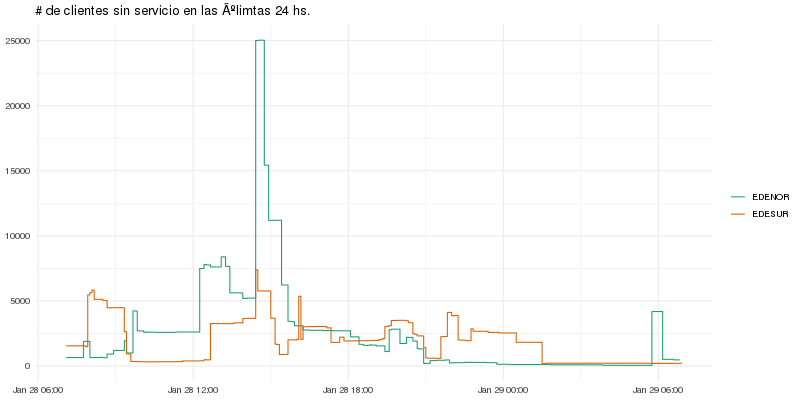 # de clientes sin servicio en las Ãºlimtas 24 hs.
25000
20000
15000
10000
5000
0
EDENOR
EDESUR
Jan 28 06:00 Jan 28 12:00 Jan 28 18:00 Jan 29 00:00 Jan 29 06:00